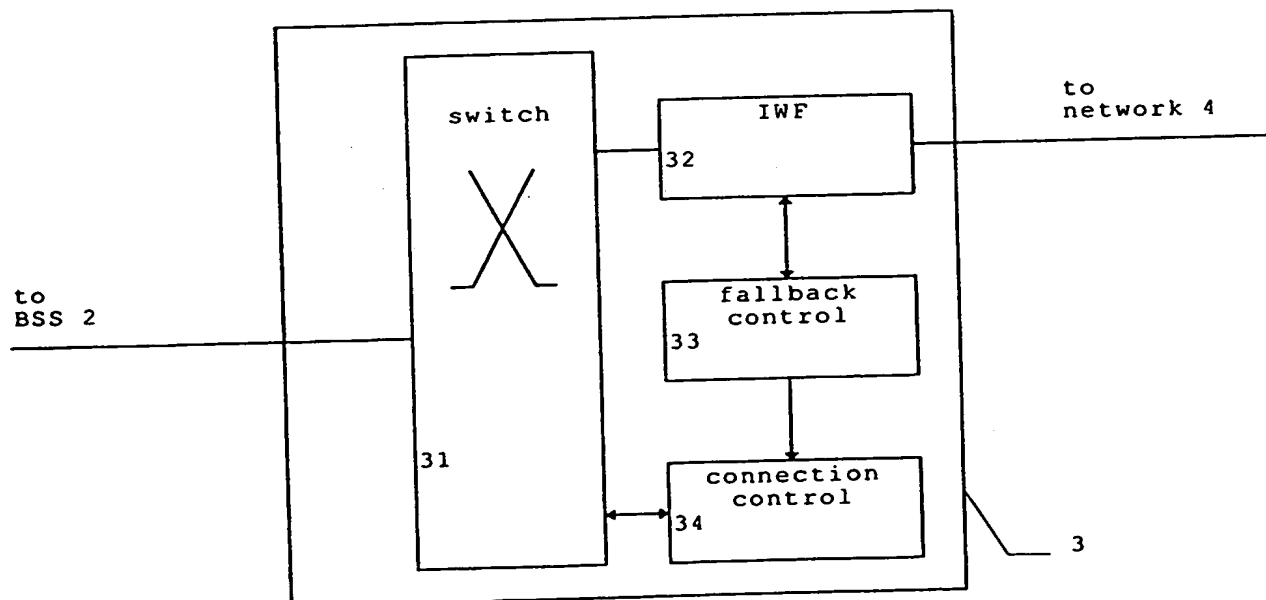 to
BSS 2
switch
31
IWF
32
to
network 4
fallback
control
33
connection
control
34
3